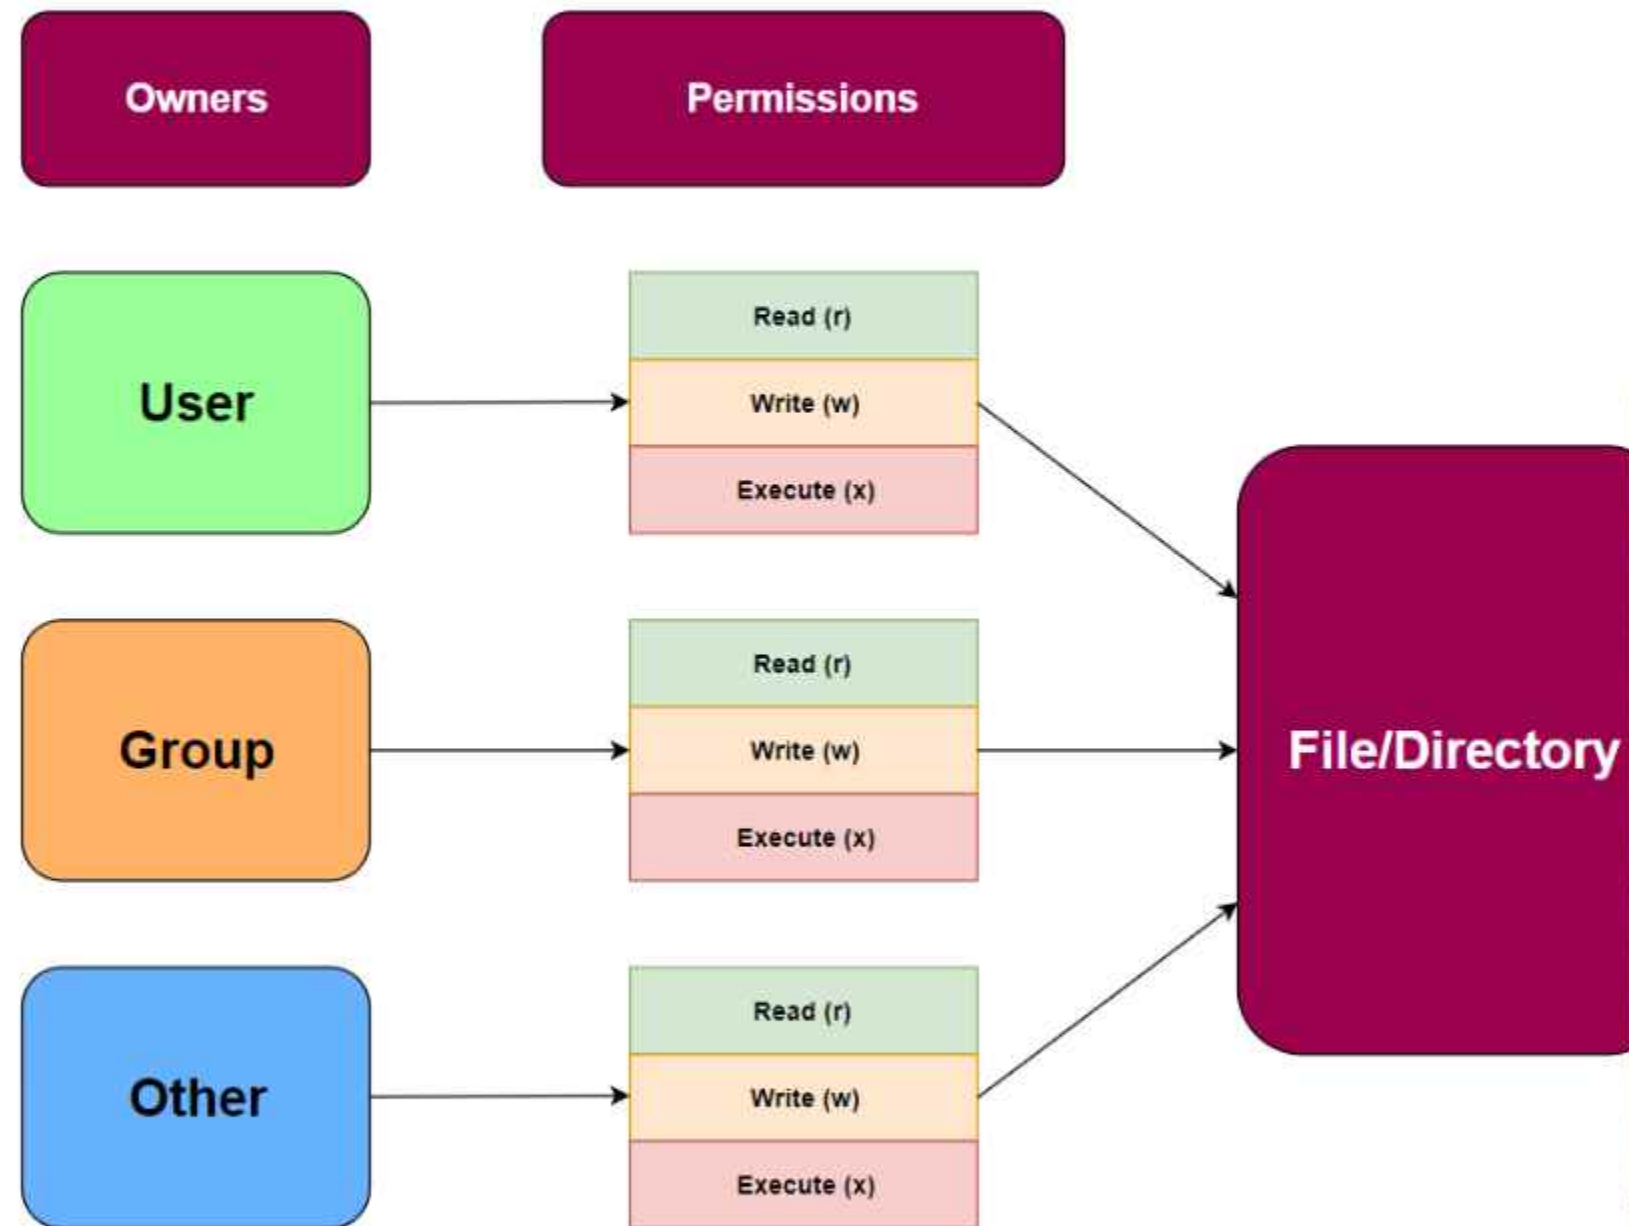 Owners
Permissions
User
Read (r)
Write (w)
Execute (x)
Group
Read (r)
Write (w)
Execute (x)
Other
Read (r)
Write (w)
Execute (x)
File/Directory